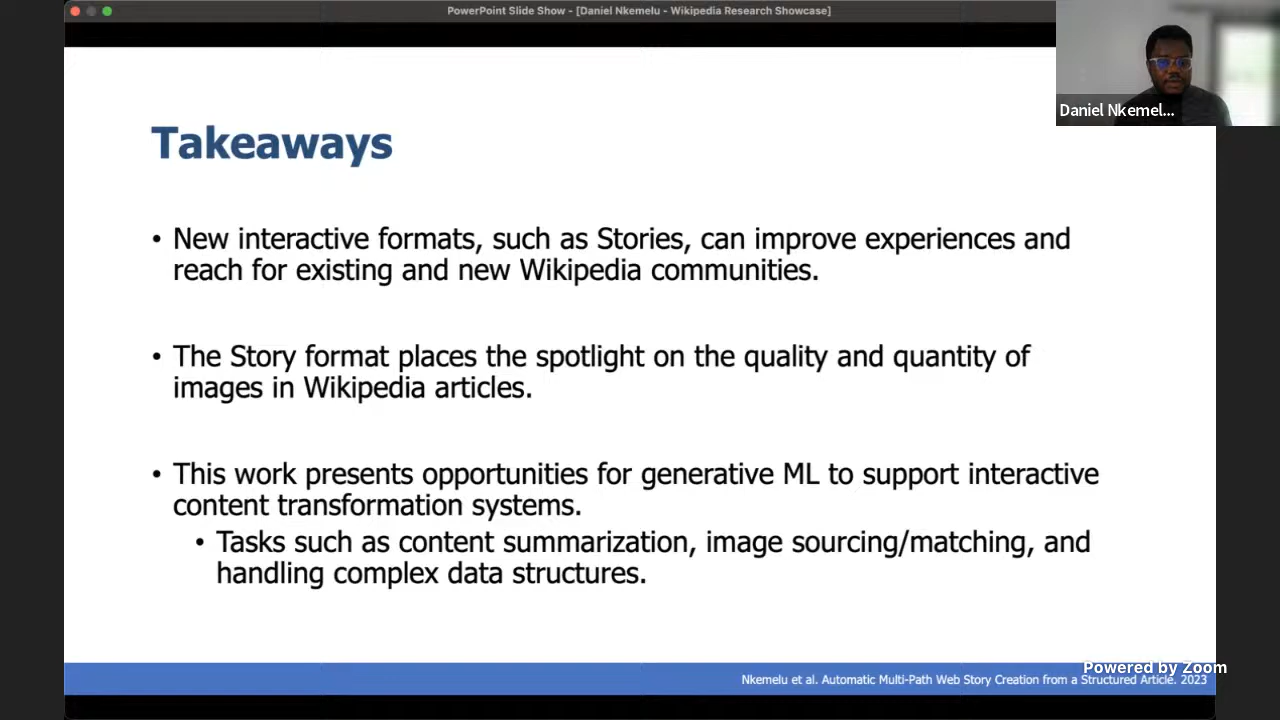 PowerPoint Slide Show - [Daniel Nkemelu - Wikipedia Research Showcase]
Daniel Nkemel...
Takeaways
• New interactive formats, such as Stories, can improve experiences and
reach for existing and new Wikipedia communities.
• The Story format places the spotlight on the quality and quantity of
images in Wikipedia articles.
• This work presents opportunities for generative ML to support interactive
content transformation systems.
• Tasks such as content summarization, image sourcing/matching, and
handling complex data structures.
Powered by Zoom
Nkemelu et al. Automatic Multi-Path Web Story Creation from a Structured Article. 2023